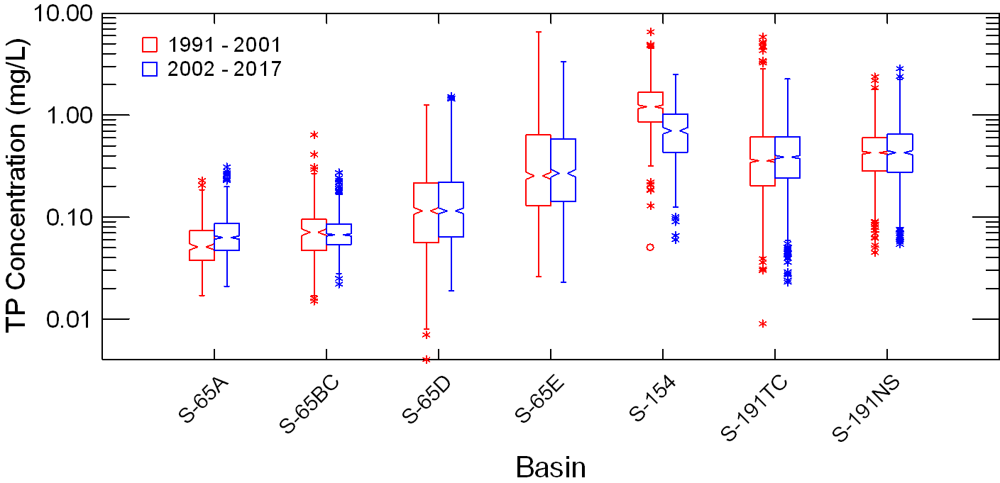 10.00
1991 - 2001
2002 - 2017
1.00
0.10
0.01
TP Concentration (mg/L)
S-65A
S-65BC
S-65D
S-65E
S-154
S-191TC
S-191NS
Basin